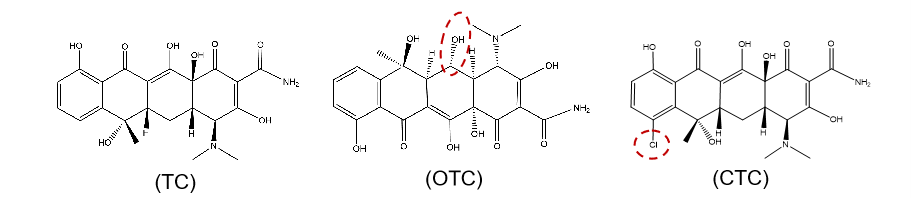 HO O OH OH O O
NH₂
OH
HO H H
N
(TC)
OH H OH H N
OH
NH₂
OH O OH OH O O
(OTC)
HO O OH OH O O
NH₂
OH
Cl OH H H
N
(CTC)